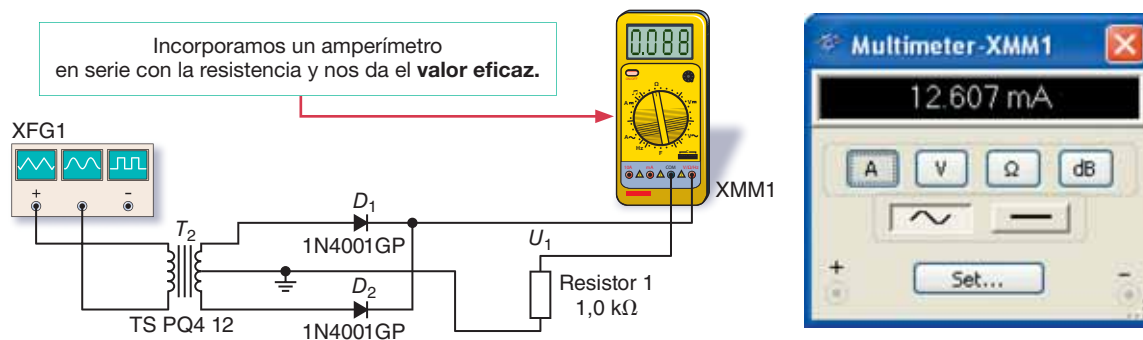 Incorporamos un amperímetro
en serie con la resistencia y nos da el valor eficaz.
0.088
XFG1
+
-
XMM1
T2
D1
1N4001GP
D2
1N4001GP
U1
Resistor 1
1,0 kΩ
TS PQ4 12
Multimeter-XMM1
12.607 mA
A
V
Ω
dB
+
Set...
-